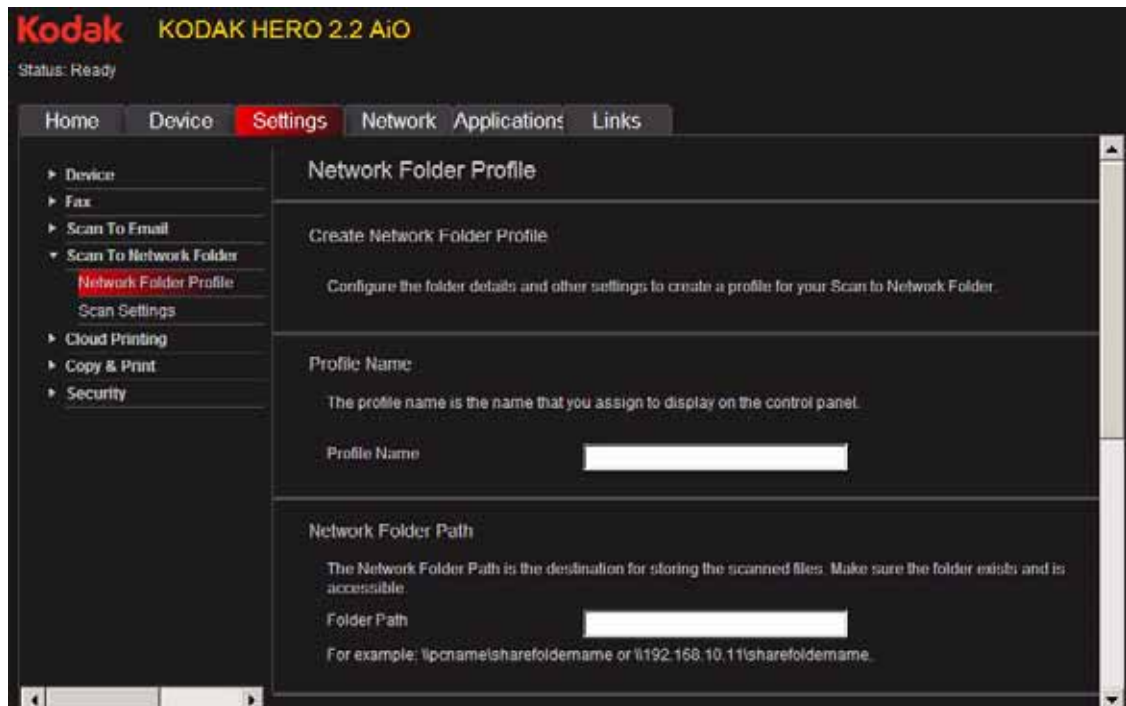 Kodak KODAK HERO 2.2 AiO
Status: Ready
Home Device Settings Network Applications Links
Device
Fax
Scan To Email
Scan To Network Folder
Network Folder Profile
Scan Settings
Cloud Printing
Copy & Print
Security
Network Folder Profile
Create Network Folder Profile
Configure the folder details and other settings to create a profile for your Scan to Network Folder.
Profile Name
The profile name is the name that you assign to display on the control panel.
Profile Name
Network Folder Path
The Network Folder Path is the destination for storing the scanned files. Make sure the folder exists and is
accessible.
Folder Path
For example: \\pcname\sharefoldername or \\192.168.10.11\sharefoldername.